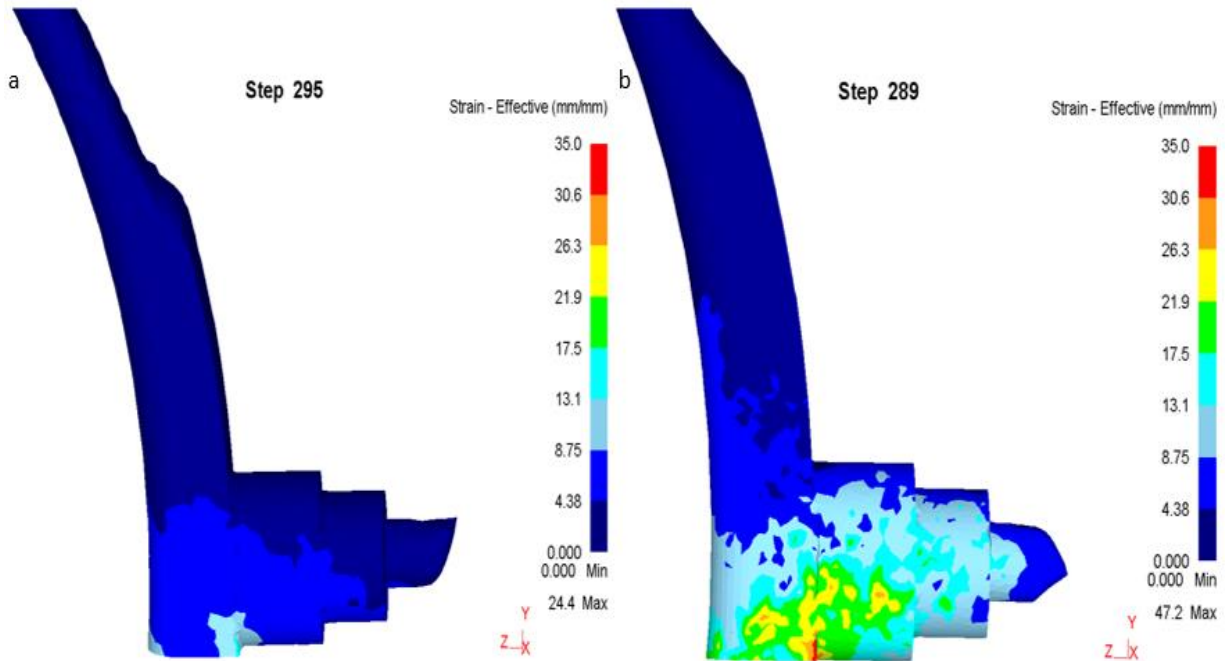 a
Step 295
Strain - Effective (mm/mm)
35.0
30.6
26.3
21.9
17.5
13.1
8.75
4.38
0.000
0.000 Min
24.4 Max
Y
Z X
b
Step 289
Strain - Effective (mm/mm)
35.0
30.6
26.3
21.9
17.5
13.1
8.75
4.38
0.000
0.000 Min
47.2 Max
Y
Z X